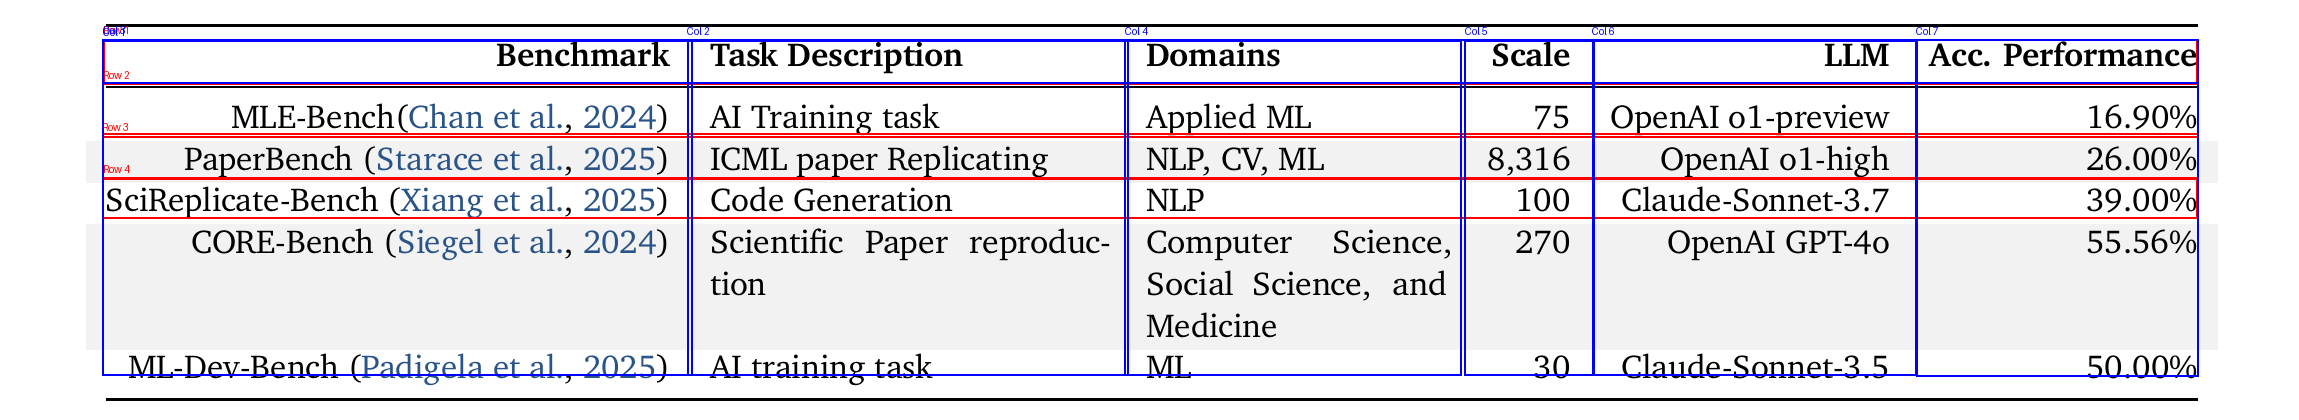 Col 2 Col 4 Col 5 Col 6 Col 7
Benchmark Task Description Domains Scale LLM Acc. Performance
Row 2
MLE-Bench(Chan et al., 2024) AI Training task Applied ML 75 OpenAI o1-preview 16.90%
Row 3
PaperBench (Starace et al., 2025) ICML paper Replicating NLP, CV, ML 8,316 OpenAI o1-high 26.00%
Row 4
SciReplicate-Bench (Xiang et al., 2025) Code Generation NLP 100 Claude-Sonnet-3.7 39.00%
CORE-Bench (Siegel et al., 2024) Scientific Paper reproduc- Computer Science, 270 OpenAI GPT-4o 55.56%
tion Social Science, and
Medicine
ML-Dev-Bench (Padigela et al., 2025) AI training task ML 30 Claude-Sonnet-3.5 50.00%